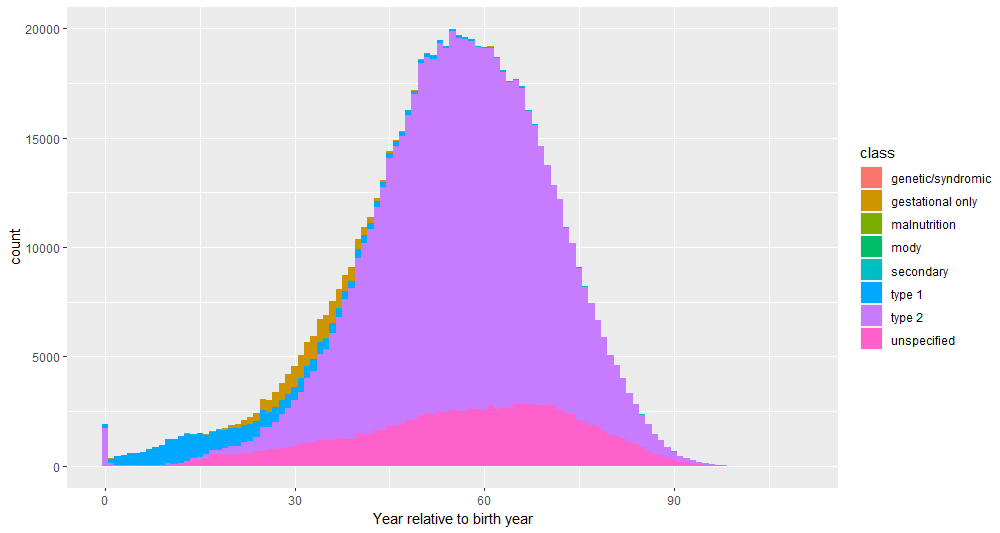 20000
15000
10000
5000
0
count
0 30 60 90
Year relative to birth year
class
genetic/syndromic
gestational only
malnutrition
mody
secondary
type 1
type 2
unspecified